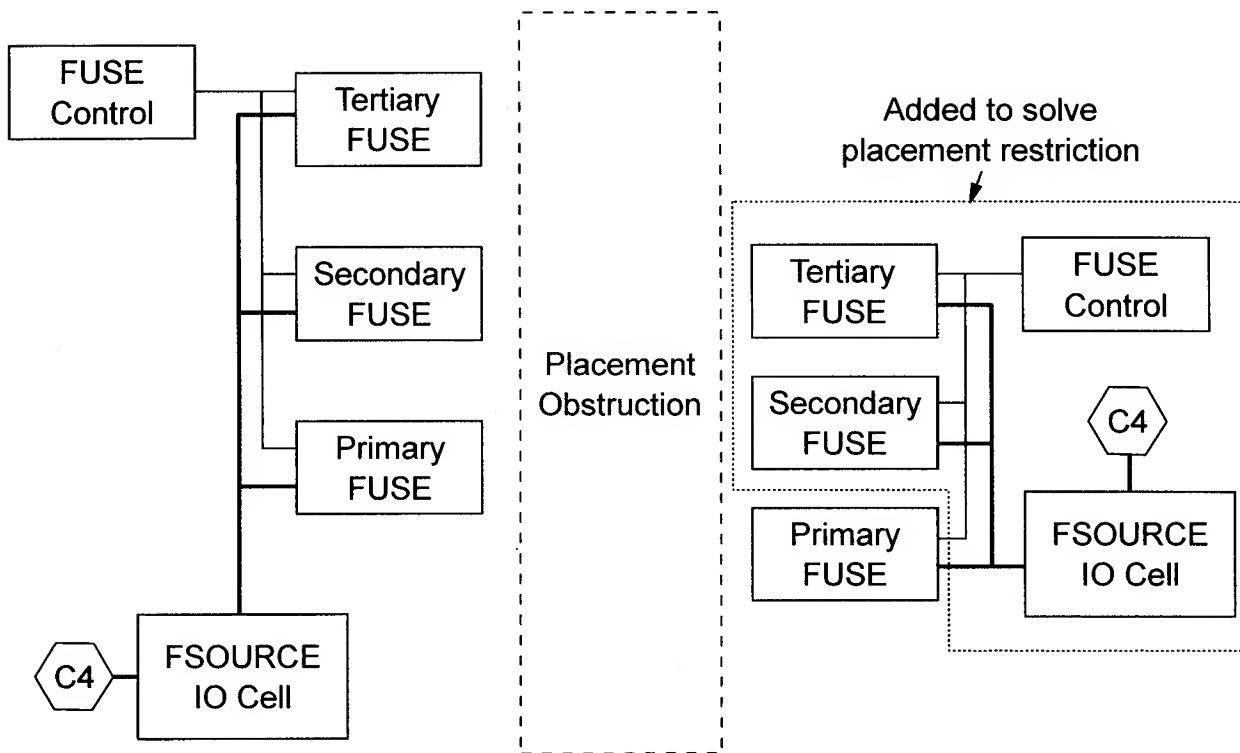 FUSE
Control
Tertiary
FUSE
Secondary
FUSE
Primary
FUSE
FSOURCE
IO Cell
C4
Placement
Obstruction
Added to solve
placement restriction
Tertiary
FUSE
FUSE
Control
Secondary
FUSE
C4
Primary
FUSE
FSOURCE
IO Cell